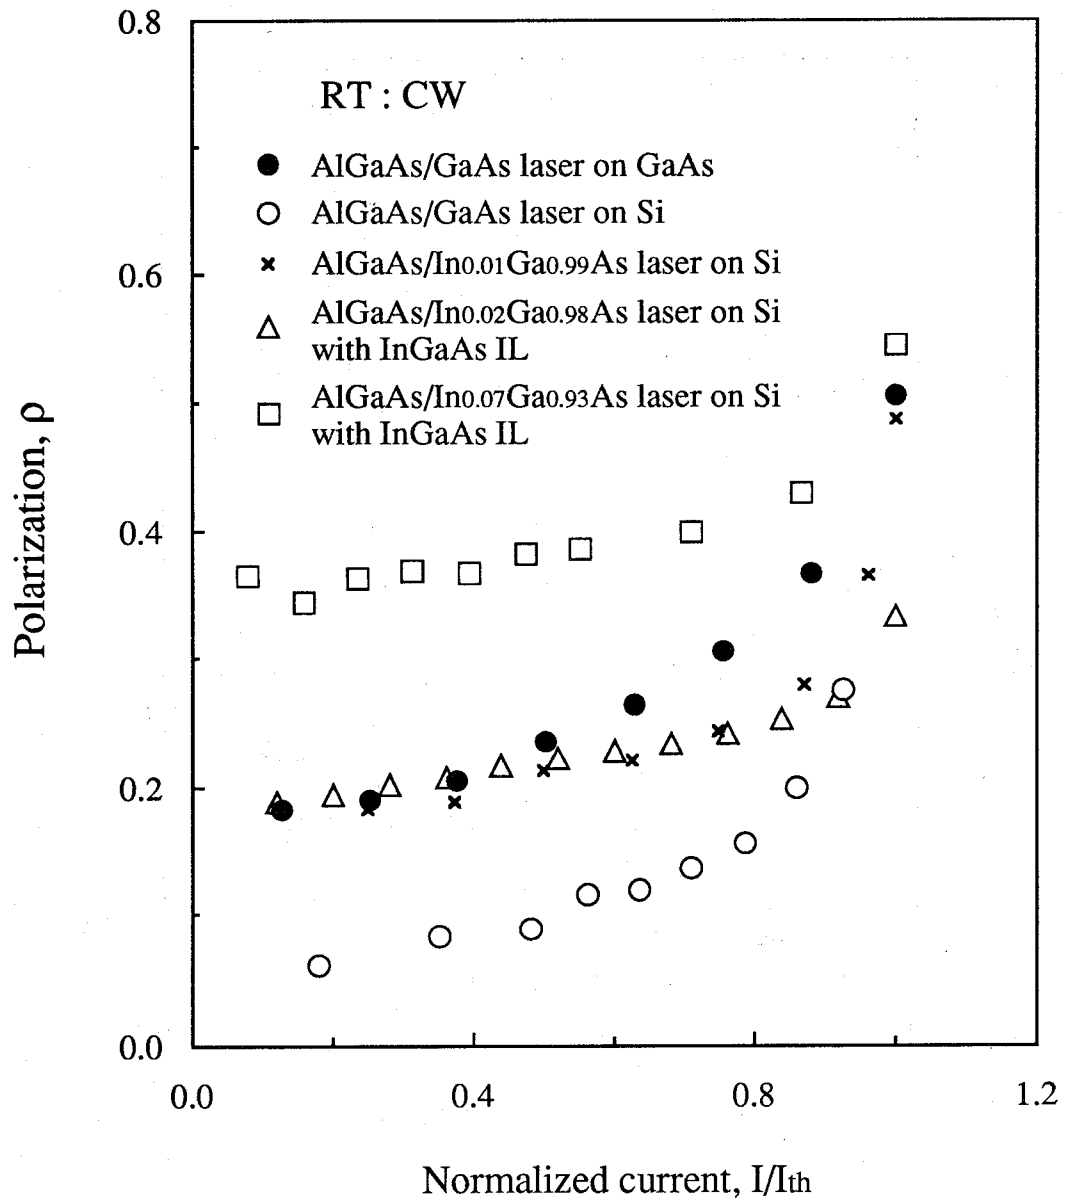 0.8
RT : CW
AlGaAs/GaAs laser on GaAs
AlGaAs/GaAs laser on Si
AlGaAs/In0.01Ga0.99As laser on Si
0.6
AlGaAs/In0.02Ga0.98As laser on Si
with InGaAs IL
AlGaAs/In0.07Ga0.93As laser on Si
with InGaAs IL
Polarization, ρ
0.4
0.2
0.0
0.0 0.4 0.8 1.2
Normalized current, I/Ith